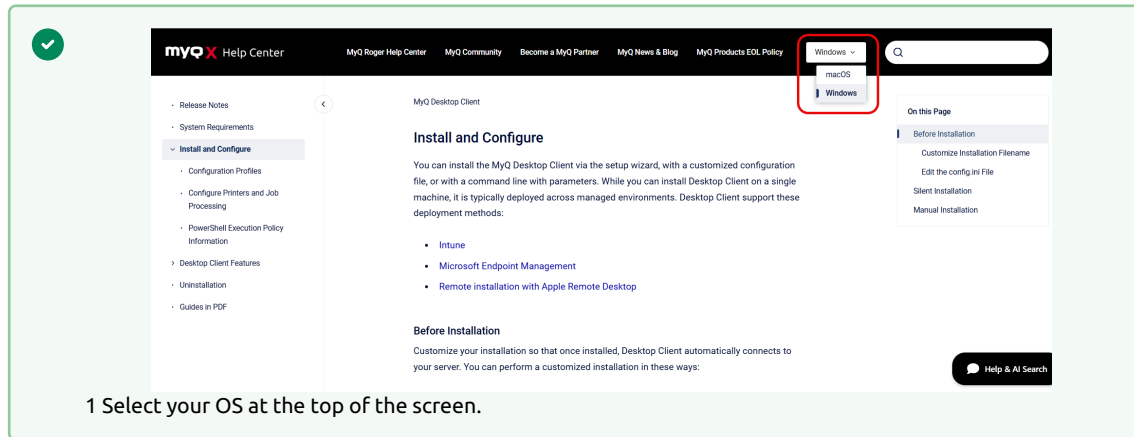 myQ X Help Center
MyQ Roger Help Center MyQ Community Become a MyQ Partner MyQ News & Blog MyQ Products EOL Policy
Windows
macOS
Windows
Release Notes
System Requirements
Install and Configure
Configuration Profiles
Configure Printers and Job
Processing
PowerShell Execution Policy
Information
Desktop Client Features
Uninstallation
Guides in PDF
MyQ Desktop Client
Install and Configure
You can install the MyQ Desktop Client via the setup wizard, with a customized configuration
file, or with a command line with parameters. While you can install Desktop Client on a single
machine, it is typically deployed across managed environments. Desktop Client support these
deployment methods:
• Intune
• Microsoft Endpoint Management
• Remote installation with Apple Remote Desktop
Before Installation
Customize your installation so that once installed, Desktop Client automatically connects to
your server. You can perform a customized installation in these ways:
On this Page
Before Installation
Customize Installation Filename
Edit the config.ini File
Silent Installation
Manual Installation
Help & AI Search
1 Select your OS at the top of the screen.